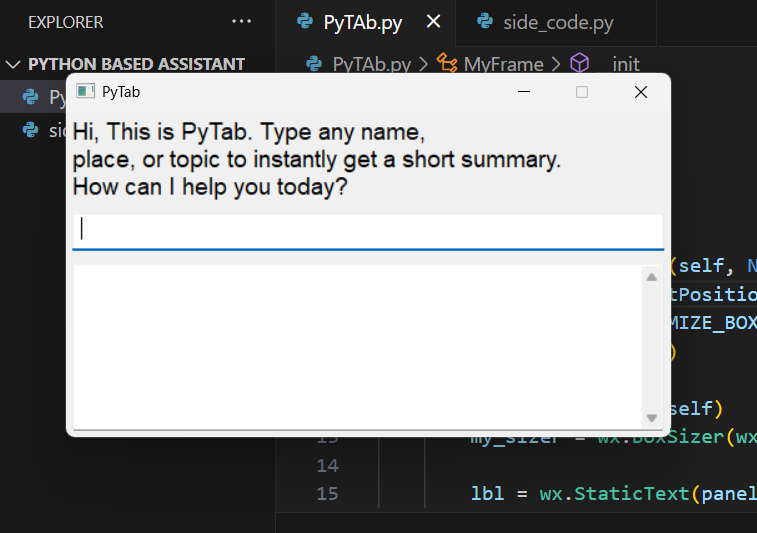 EXPLORER
PyTAb.py
side_code.py
PYTHON BASED ASSISTANT
PyTAb.py > MyFrame > __init
PyTab
Hi, This is PyTab. Type any name,
place, or topic to instantly get a short summary.
How can I help you today?
(self, N
tPositio
MIZE_BOX
)
self)
13 my_sizer = wx.BoxSizer(wx
14
15 lbl = wx.StaticText(panel